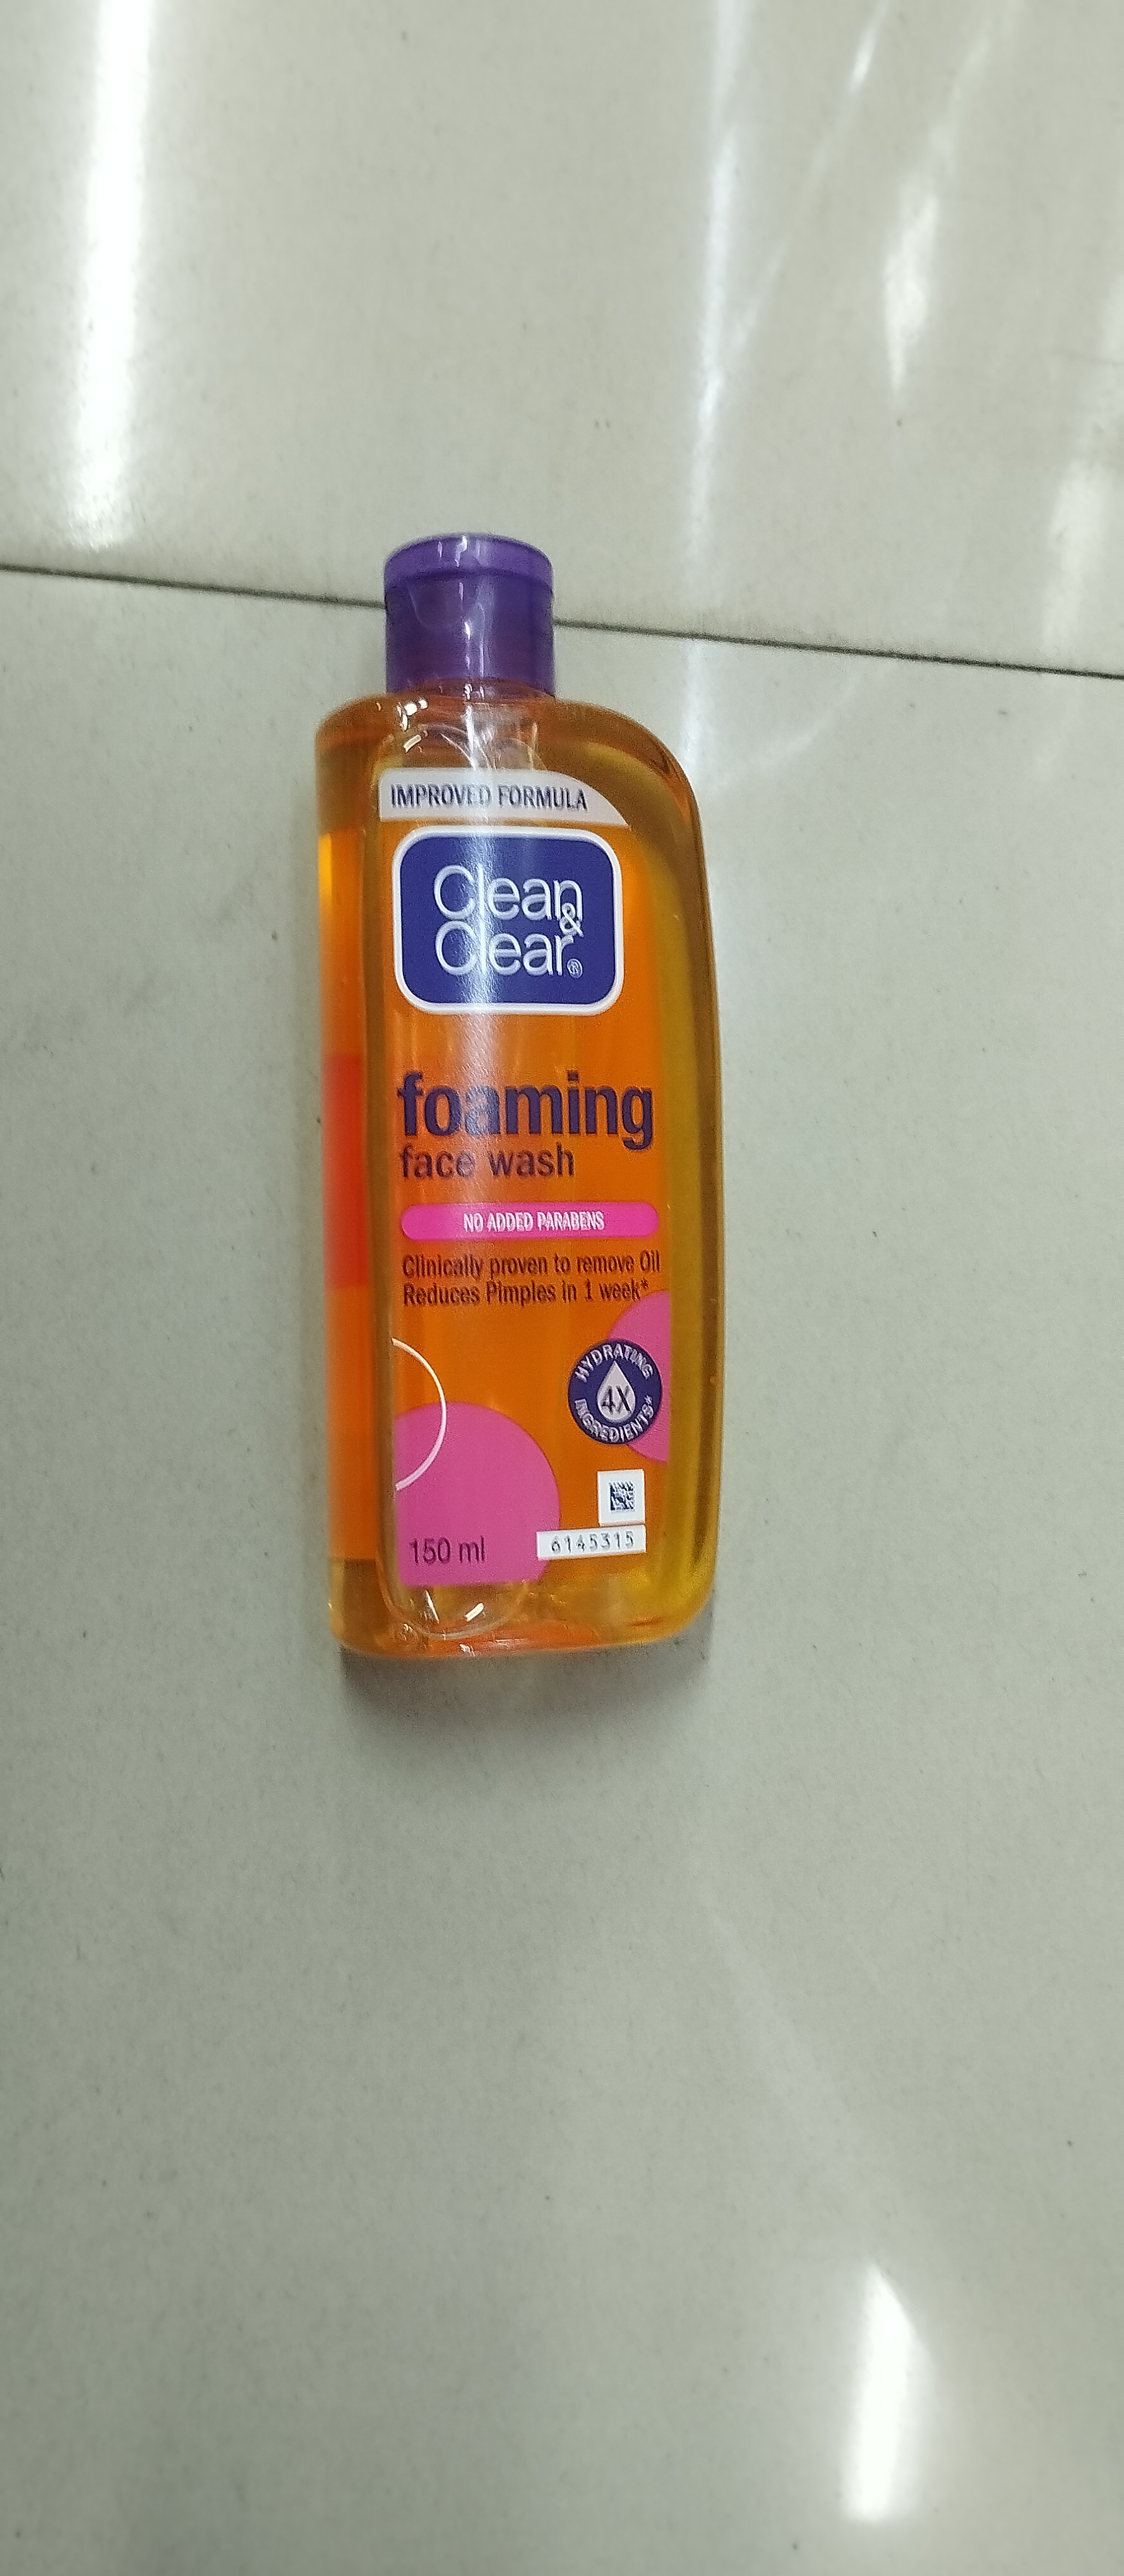 IMPROVED FORMULA
Clean
&
Clear®
foaming
face wash
NO ADDED PARABENS
Clinically proven to remove Oil
Reduces Pimples in 1 week*
HYDRATING
4X
INGREDIENTS*
150 ml
6145315